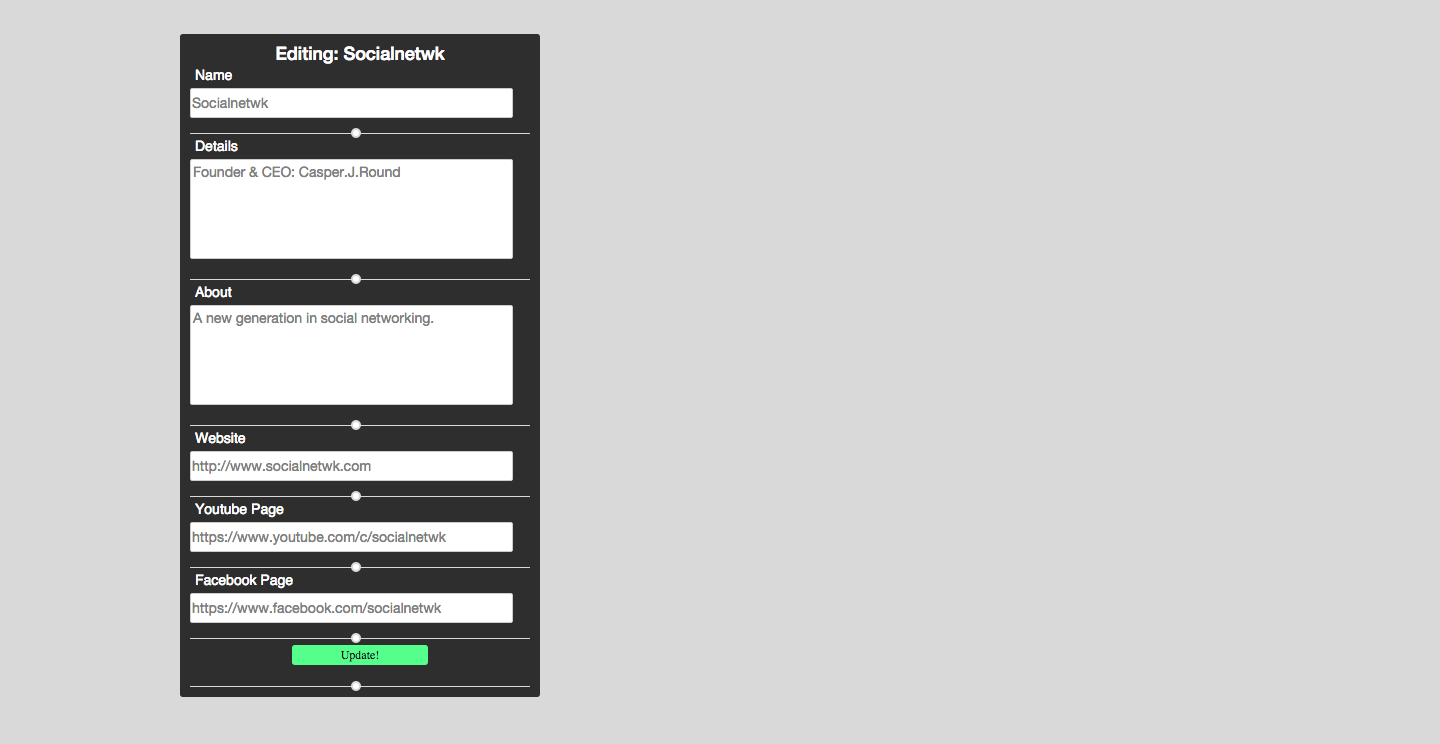 Editing: Socialnetwk
Name
Socialnetwk
Details
Founder & CEO: Casper.J.Round
About
A new generation in social networking.
Website
http://www.socialnetwk.com
Youtube Page
https://www.youtube.com/c/socialnetwk
Facebook Page
https://www.facebook.com/socialnetwk
Update!